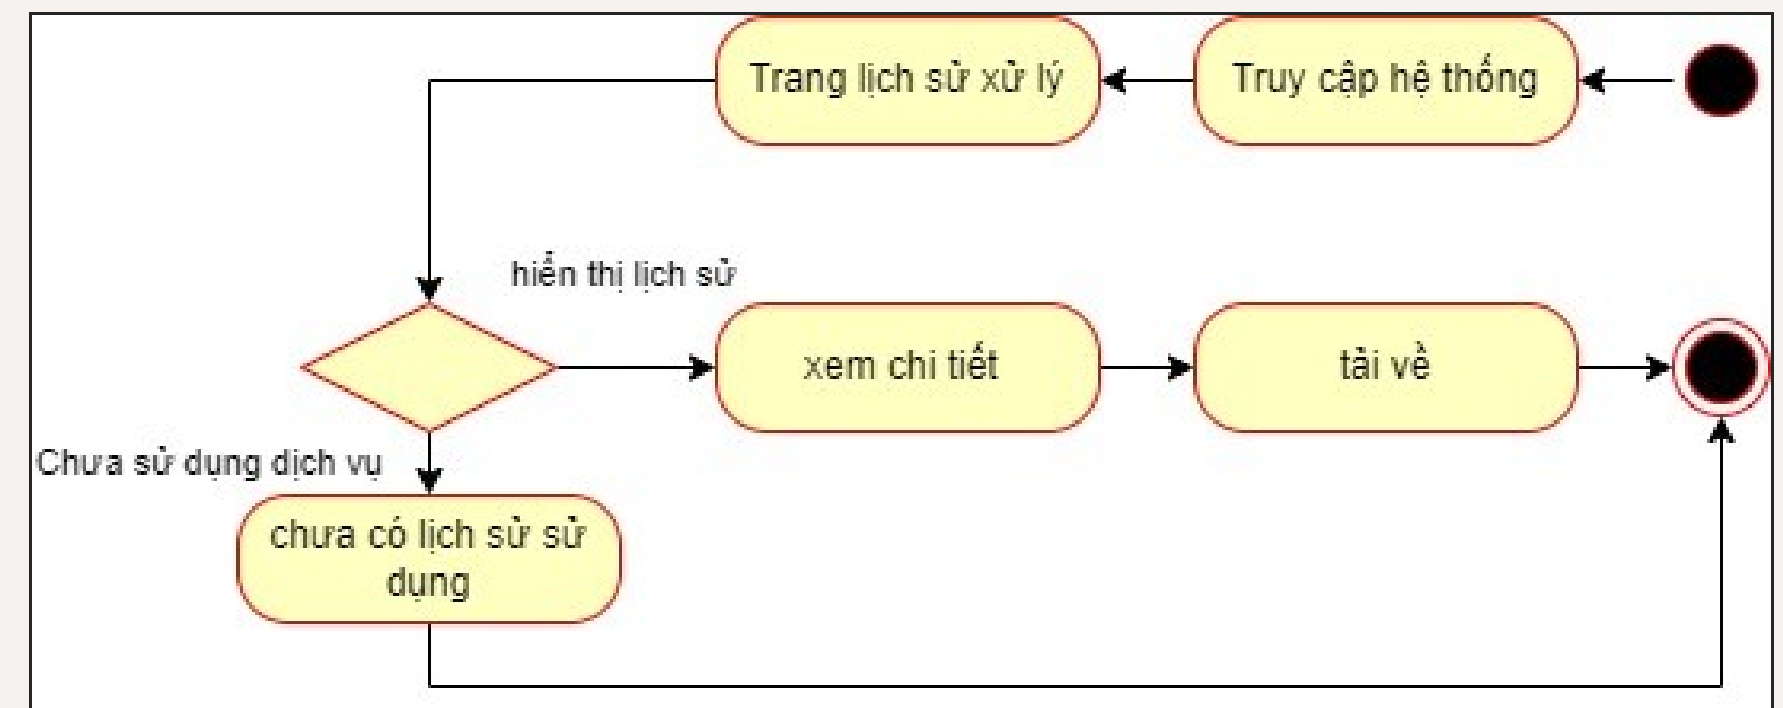 Trang lịch sử xử lý
Truy cập hệ thống
hiển thị lịch sử
xem chi tiết
tải về
Chưa sử dụng dịch vụ
chưa có lịch sử sử
dụng